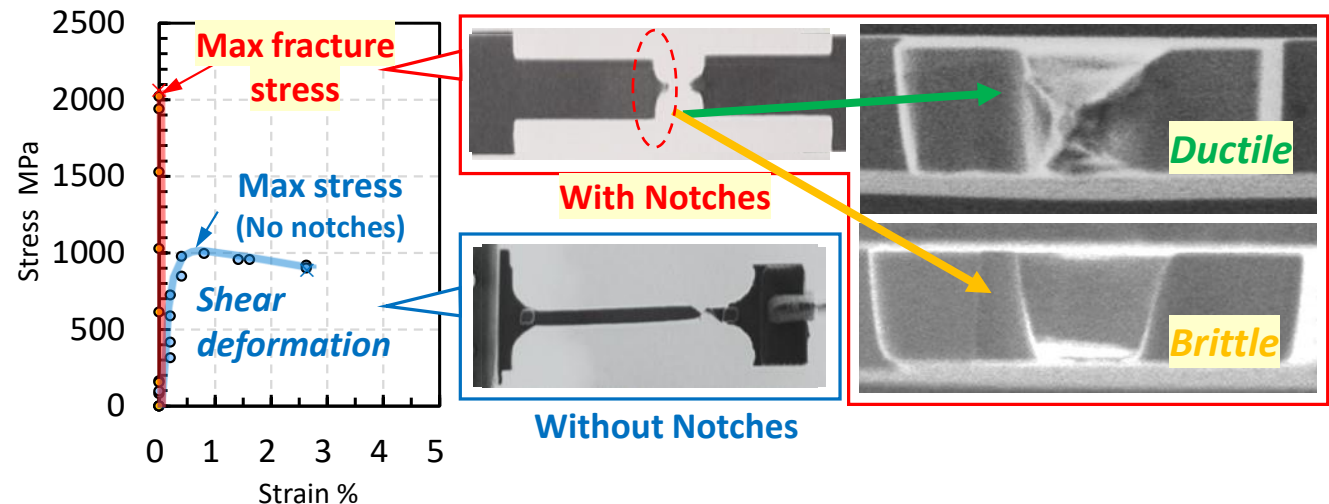 2500
2000
1500
1000
500
0
Stress MPa
0 1 2 3 4 5
Strain %
Max fracture
stress
Max stress
(No notches)
Shear
deformation
With Notches
Without Notches
Ductile
Brittle